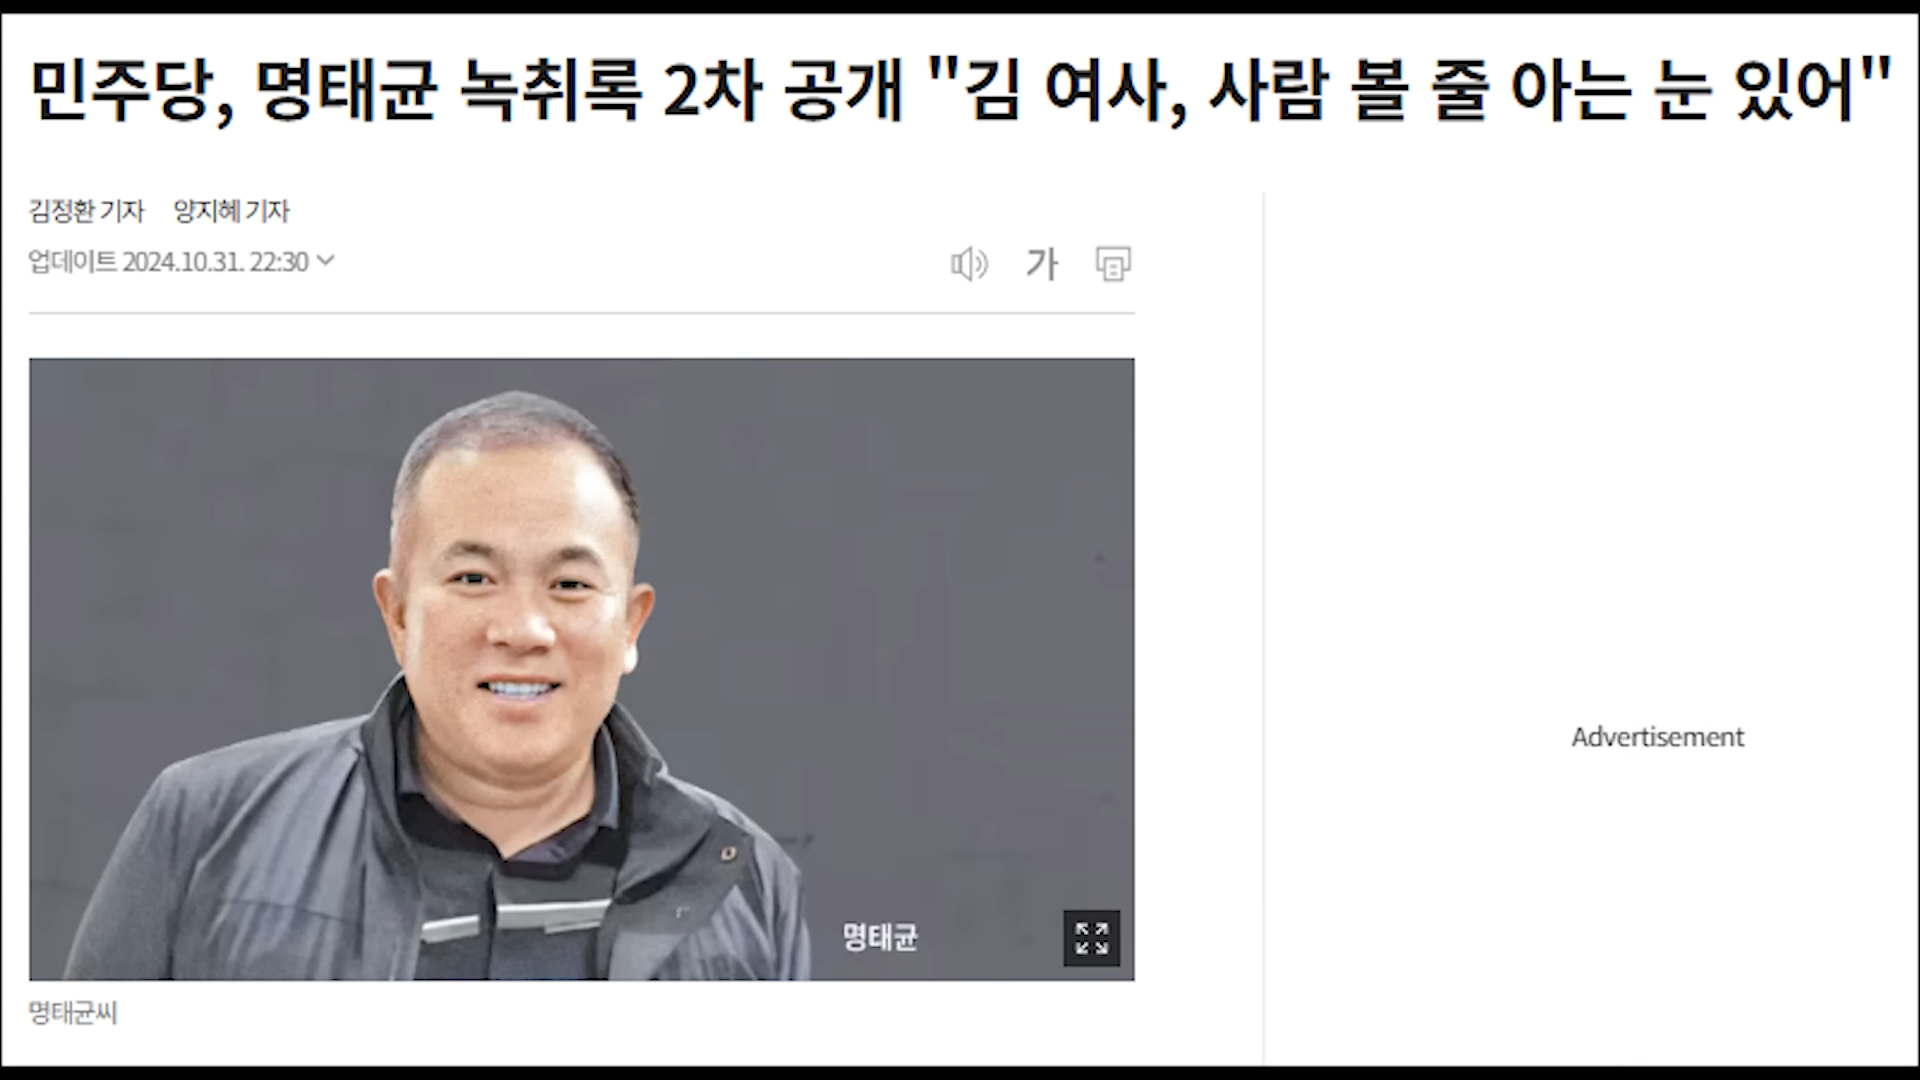 민주당, 명태균 녹취록 2차 공개 "김 여사, 사람 볼 줄 아는 눈 있어"
김정환 기자 양지혜 기자
업데이트 2024.10.31. 22:30
가
명태균
명태균씨
Advertisement